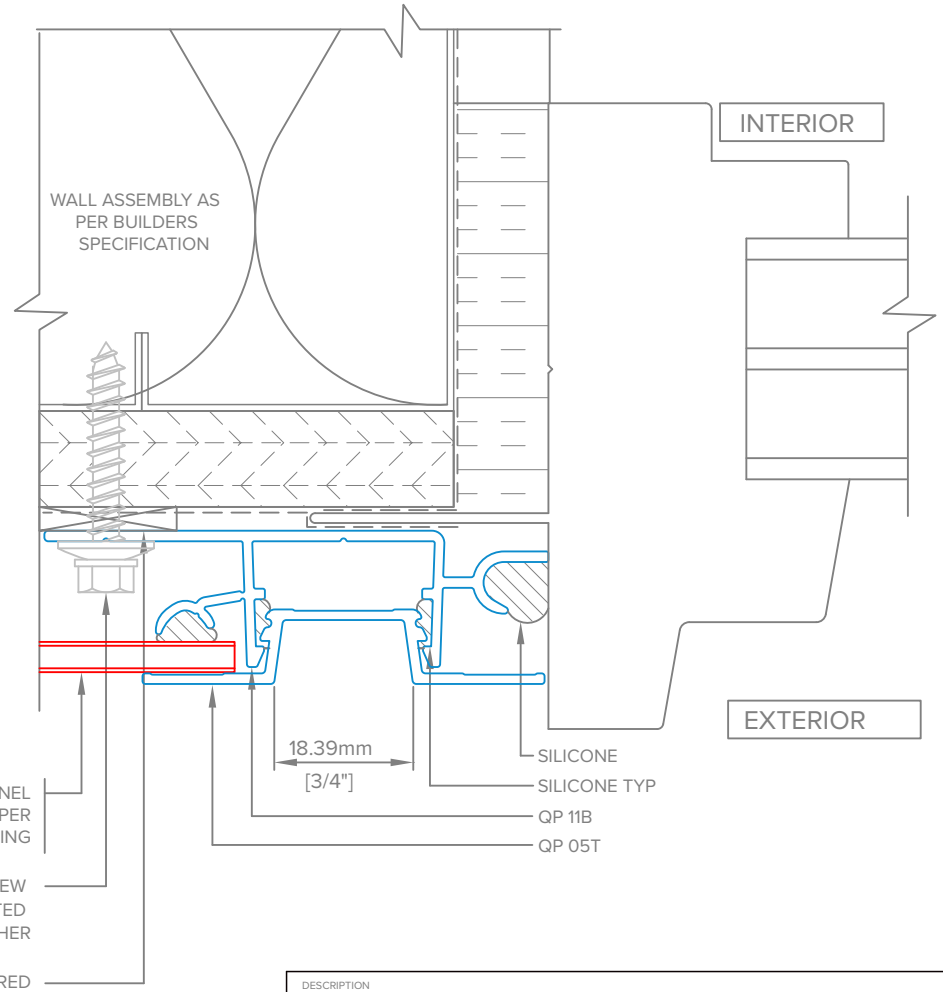 INTERIOR
WALL ASSEMBLY AS
PER BUILDERS
SPECIFICATION
EXTERIOR
18.39mm
[3/4"]
SILICONE
SILICONE TYP
QP 11B
QP 05T
NEL
PER
ING
EW
TED
HER
RED
DESCRIPTION